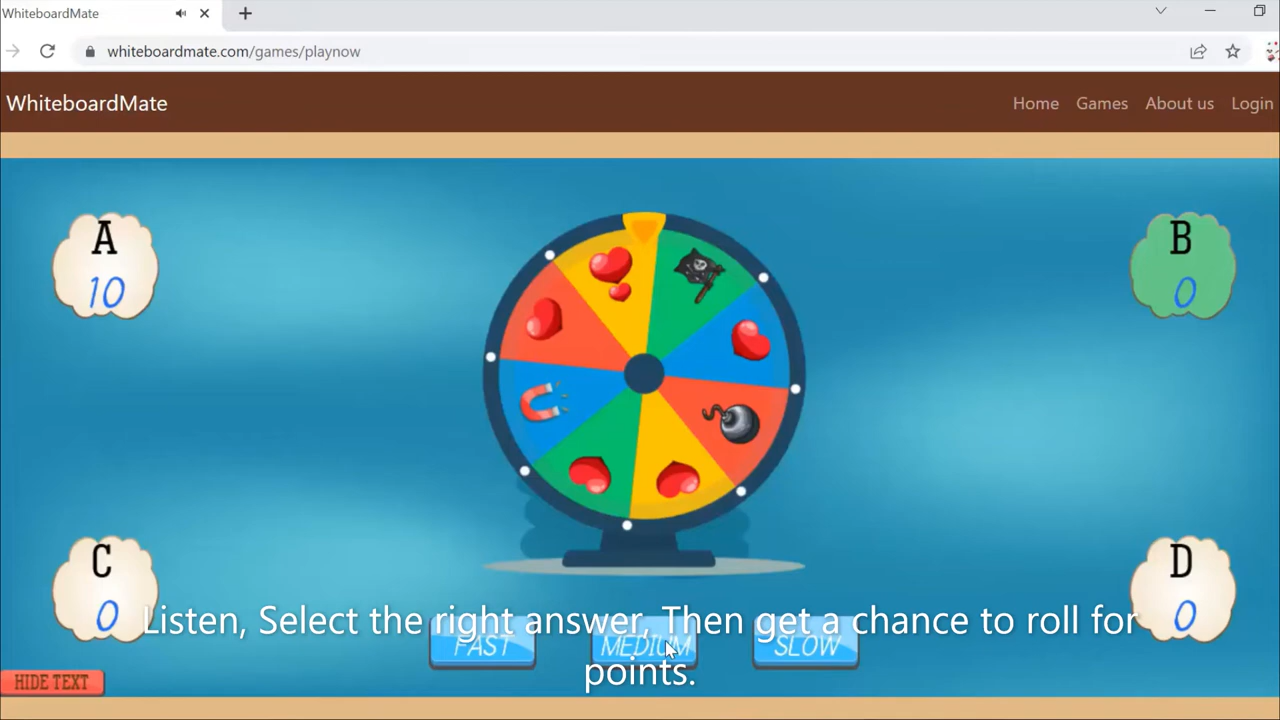 WhiteboardMate
whiteboardmate.com/games/playnow
WhiteboardMate
Home Games About us Login
A
10
B
0
C
0
D
0
Listen, Select the right answer, Then get a chance to roll for
points.
FAST MEDIUM SLOW
HIDE TEXT